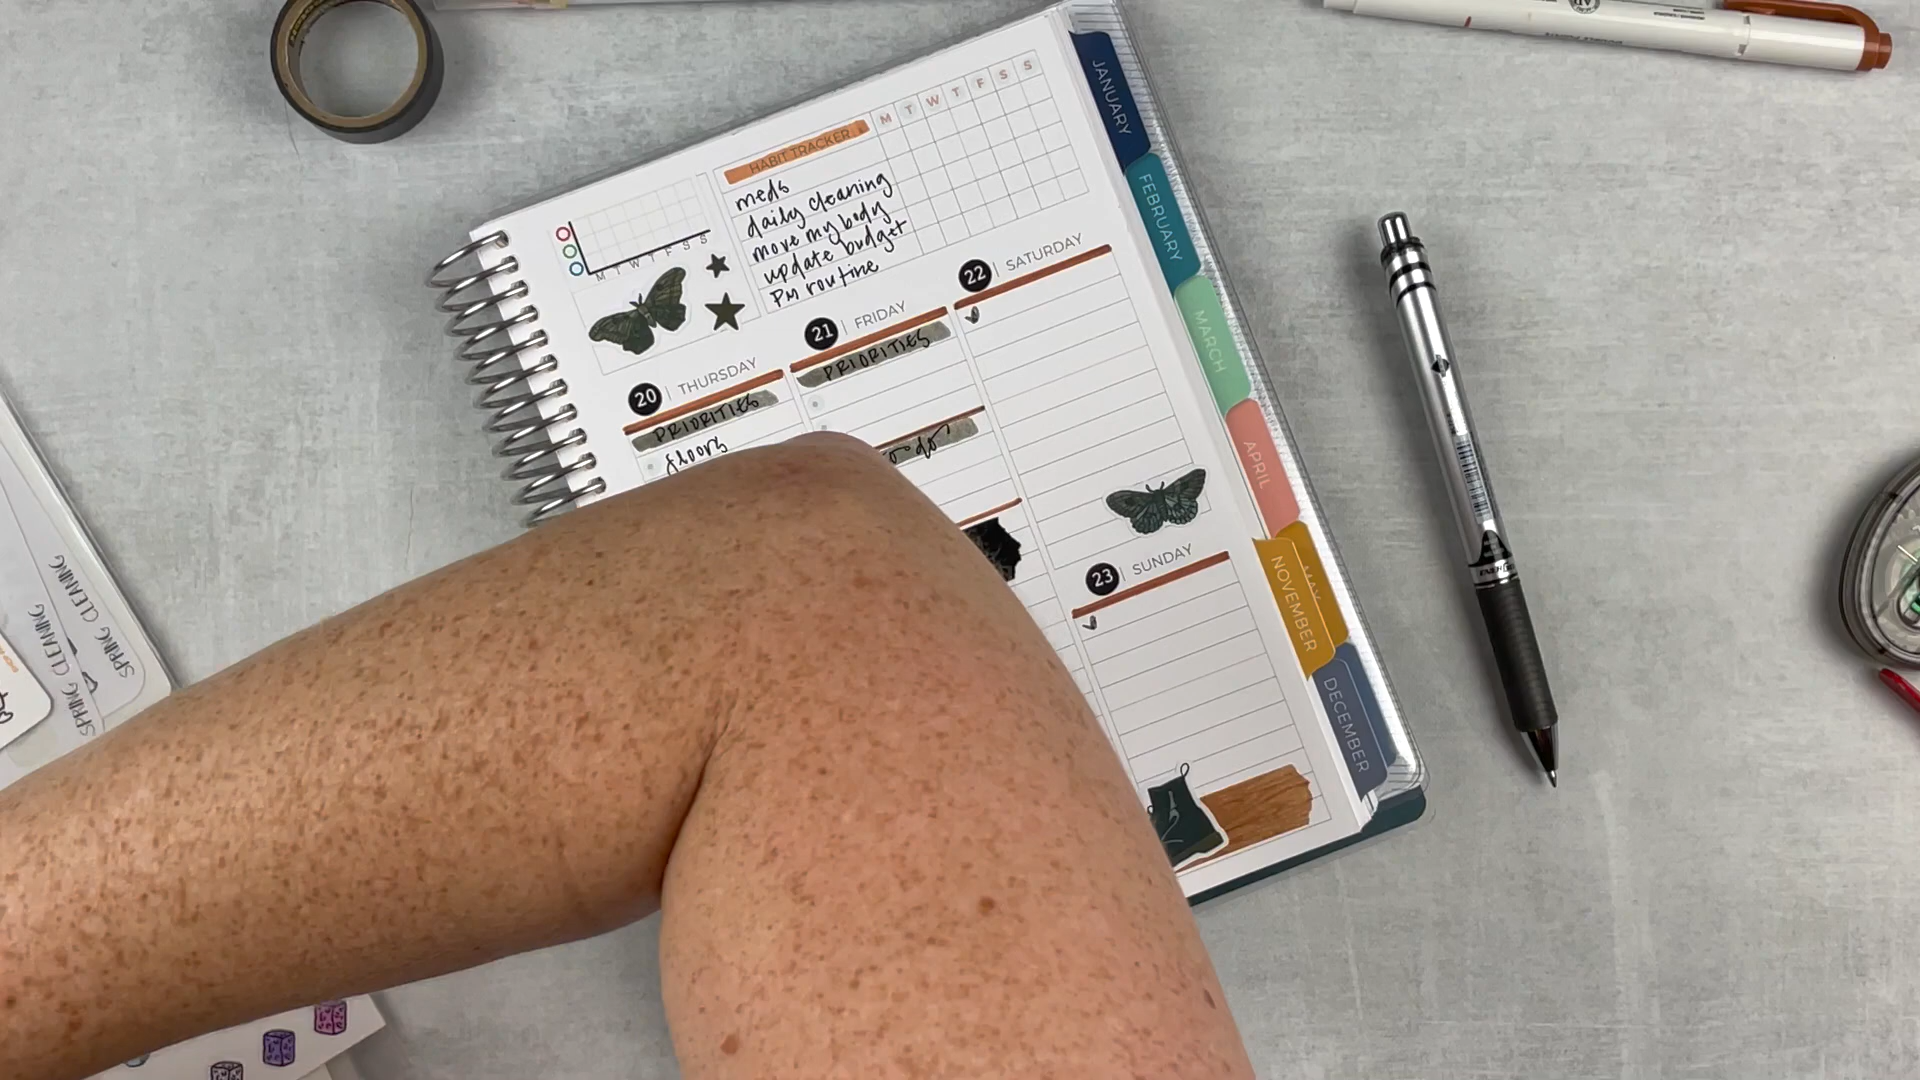 HABIT TRACKER
M T W T F S S
meds
daily cleaning
move my body
update budget
PM routine
M T W T F S S
20 | THURSDAY
PRIORITIES
floors
21 | FRIDAY
PRIORITIES
22 | SATURDAY
23 | SUNDAY
JANUARY
FEBRUARY
MARCH
APRIL
MAY
NOVEMBER
DECEMBER
SPRING CLEANING
SPRING CLEANING